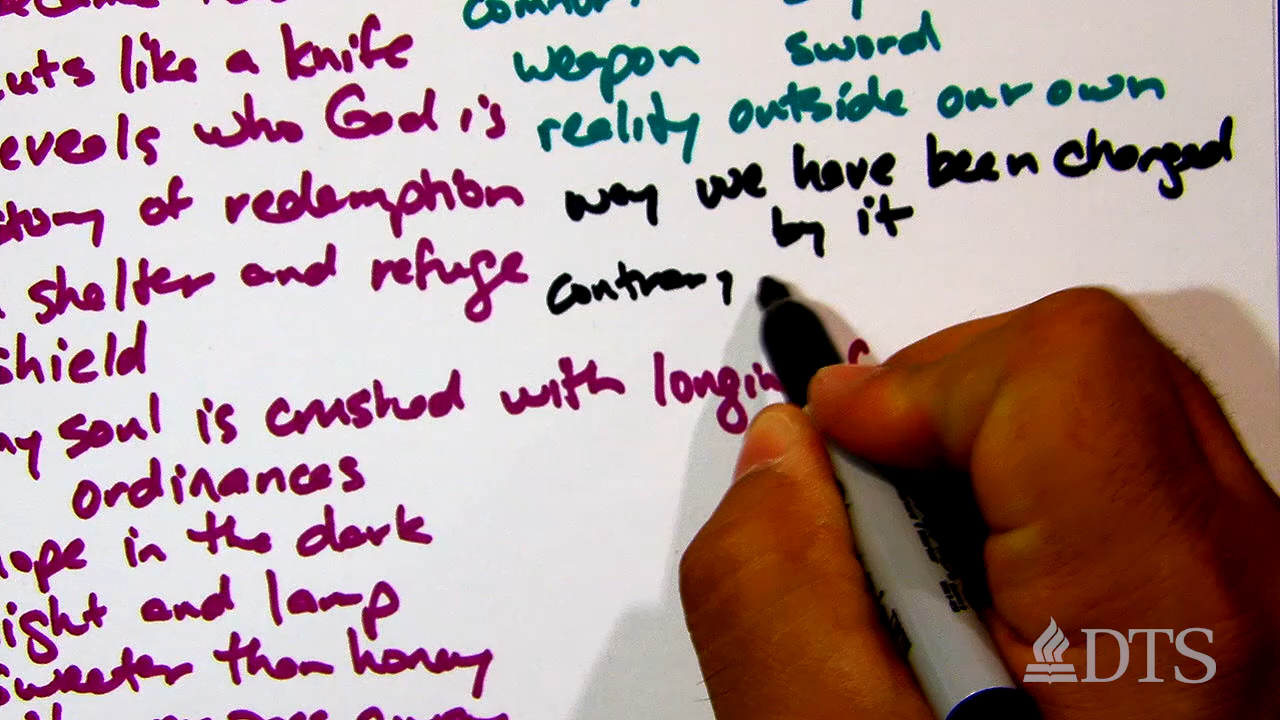 cuts like a knife weapon sword
reveals who God is reality outside our own
story of redemption way we have been changed
by it
shelter and refuge contrary
shield
my soul is crushed with longing
ordinances
hope in the dark
light and lamp
sweeter than honey
DTS